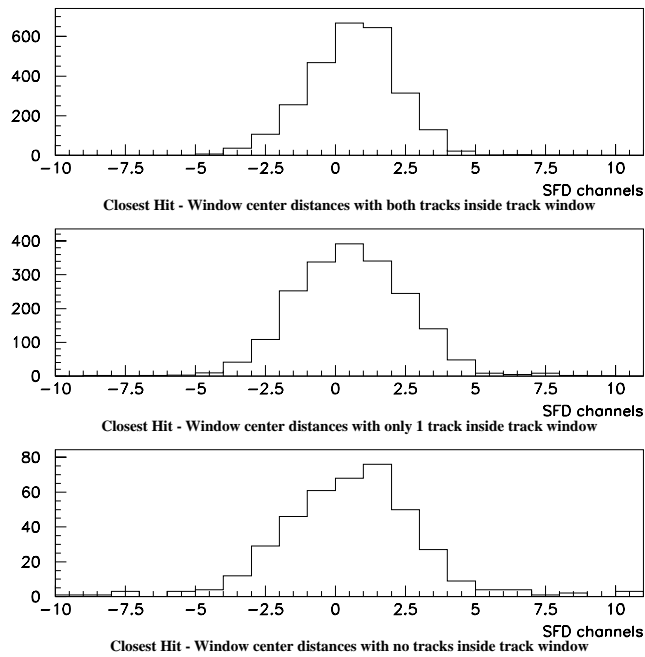 600
400
200
0
−10 −7.5 −5 −2.5 0 2.5 5 7.5 10
SFD channels
Closest Hit - Window center distances with both tracks inside track window
400
300
200
100
0
−10 −7.5 −5 −2.5 0 2.5 5 7.5 10
SFD channels
Closest Hit - Window center distances with only 1 track inside track window
80
60
40
20
0
−10 −7.5 −5 −2.5 0 2.5 5 7.5 10
SFD channels
Closest Hit - Window center distances with no tracks inside track window